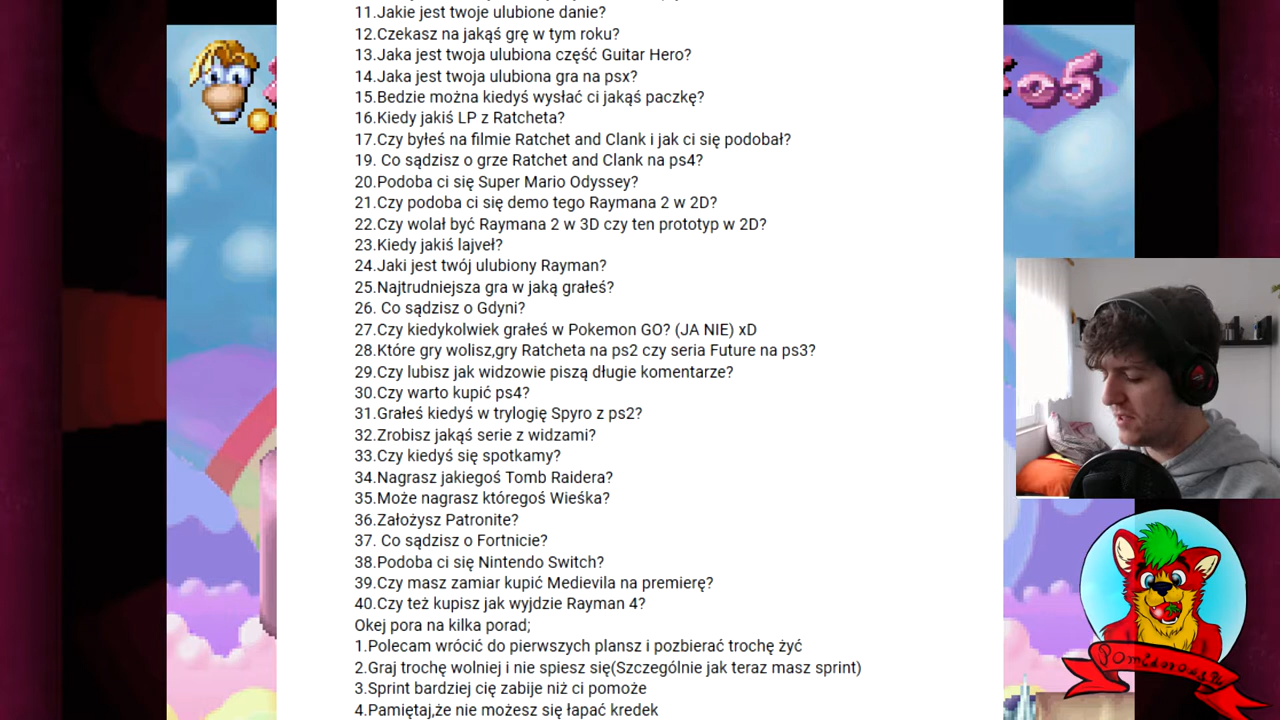 11.Jakie jest twoje ulubione danie?
12.Czekasz na jakąś grę w tym roku?
13.Jaka jest twoja ulubiona część Guitar Hero?
14.Jaka jest twoja ulubiona gra na psx?
15.Bedzie można kiedyś wysłać ci jakąś paczkę?
16.Kiedy jakiś LP z Ratcheta?
17.Czy byłeś na filmie Ratchet and Clank i jak ci się podobał?
19. Co sądzisz o grze Ratchet and Clank na ps4?
20.Podoba ci się Super Mario Odyssey?
21.Czy podoba ci się demo tego Raymana 2 w 2D?
22.Czy wolał być Raymana 2 w 3D czy ten prototyp w 2D?
23.Kiedy jakiś lajveł?
24.Jaki jest twój ulubiony Rayman?
25.Najtrudniejsza gra w jaką grałeś?
26. Co sądzisz o Gdyni?
27.Czy kiedykolwiek grałeś w Pokemon GO? (JA NIE) xD
28.Które gry wolisz,gry Ratcheta na ps2 czy seria Future na ps3?
29.Czy lubisz jak widzowie piszą długie komentarze?
30.Czy warto kupić ps4?
31.Grałeś kiedyś w trylogię Spyro z ps2?
32.Zrobisz jakąś serie z widzami?
33.Czy kiedyś się spotkamy?
34.Nagrasz jakiegoś Tomb Raidera?
35.Może nagrasz któregoś Wieśka?
36.Założysz Patronite?
37. Co sądzisz o Fortnicie?
38.Podoba ci się Nintendo Switch?
39.Czy masz zamiar kupić Medievila na premierę?
40.Czy też kupisz jak wyjdzie Rayman 4?
Okej pora na kilka porad;
1.Polecam wrócić do pierwszych plansz i pozbierać trochę żyć
2.Graj trochę wolniej i nie spiesz się(Szczególnie jak teraz masz sprint)
3.Sprint bardziej cię zabije niż ci pomoże
4.Pamiętaj,że nie możesz się łapać kredek